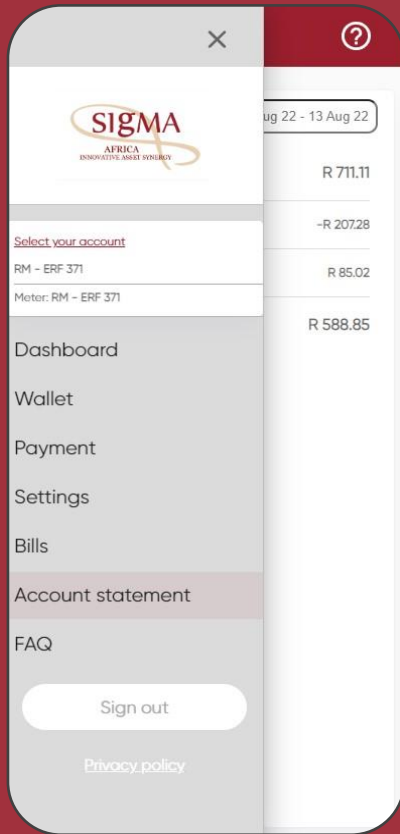 SIGMA
AFRICA
INNOVATIVE ASSET SYNERGY
Select your account
RM - ERF 371
Meter: RM - ERF 371
Dashboard
Wallet
Payment
Settings
Bills
Account statement
FAQ
Sign out
Privacy policy
?
ug 22 - 13 Aug 22
R 711.11
-R 207.28
R 85.02
R 588.85